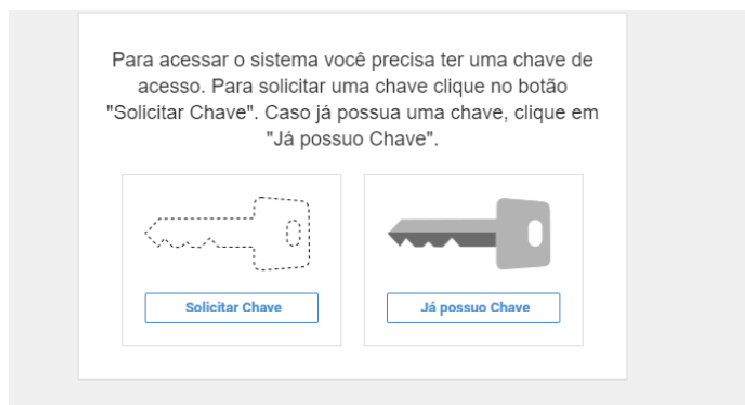 Para acessar o sistema você precisa ter uma chave de
acesso. Para solicitar uma chave clique no botão
"Solicitar Chave". Caso já possua uma chave, clique em
"Já possuo Chave".
Solicitar Chave
Já possuo Chave